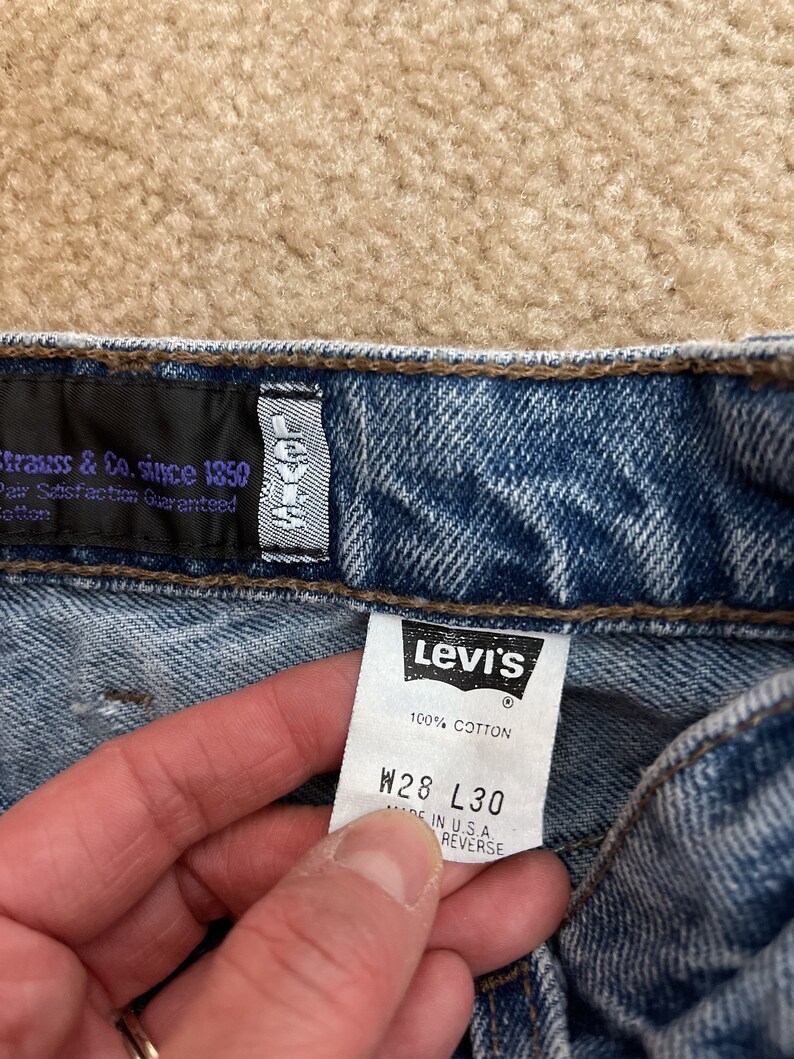 Strauss & Co. since 1850
Pair Satisfaction Guaranteed
Cotton
Levi's
LEVI'S
®
100% COTTON
W28 L30
MADE IN U.S.A.
REVERSE